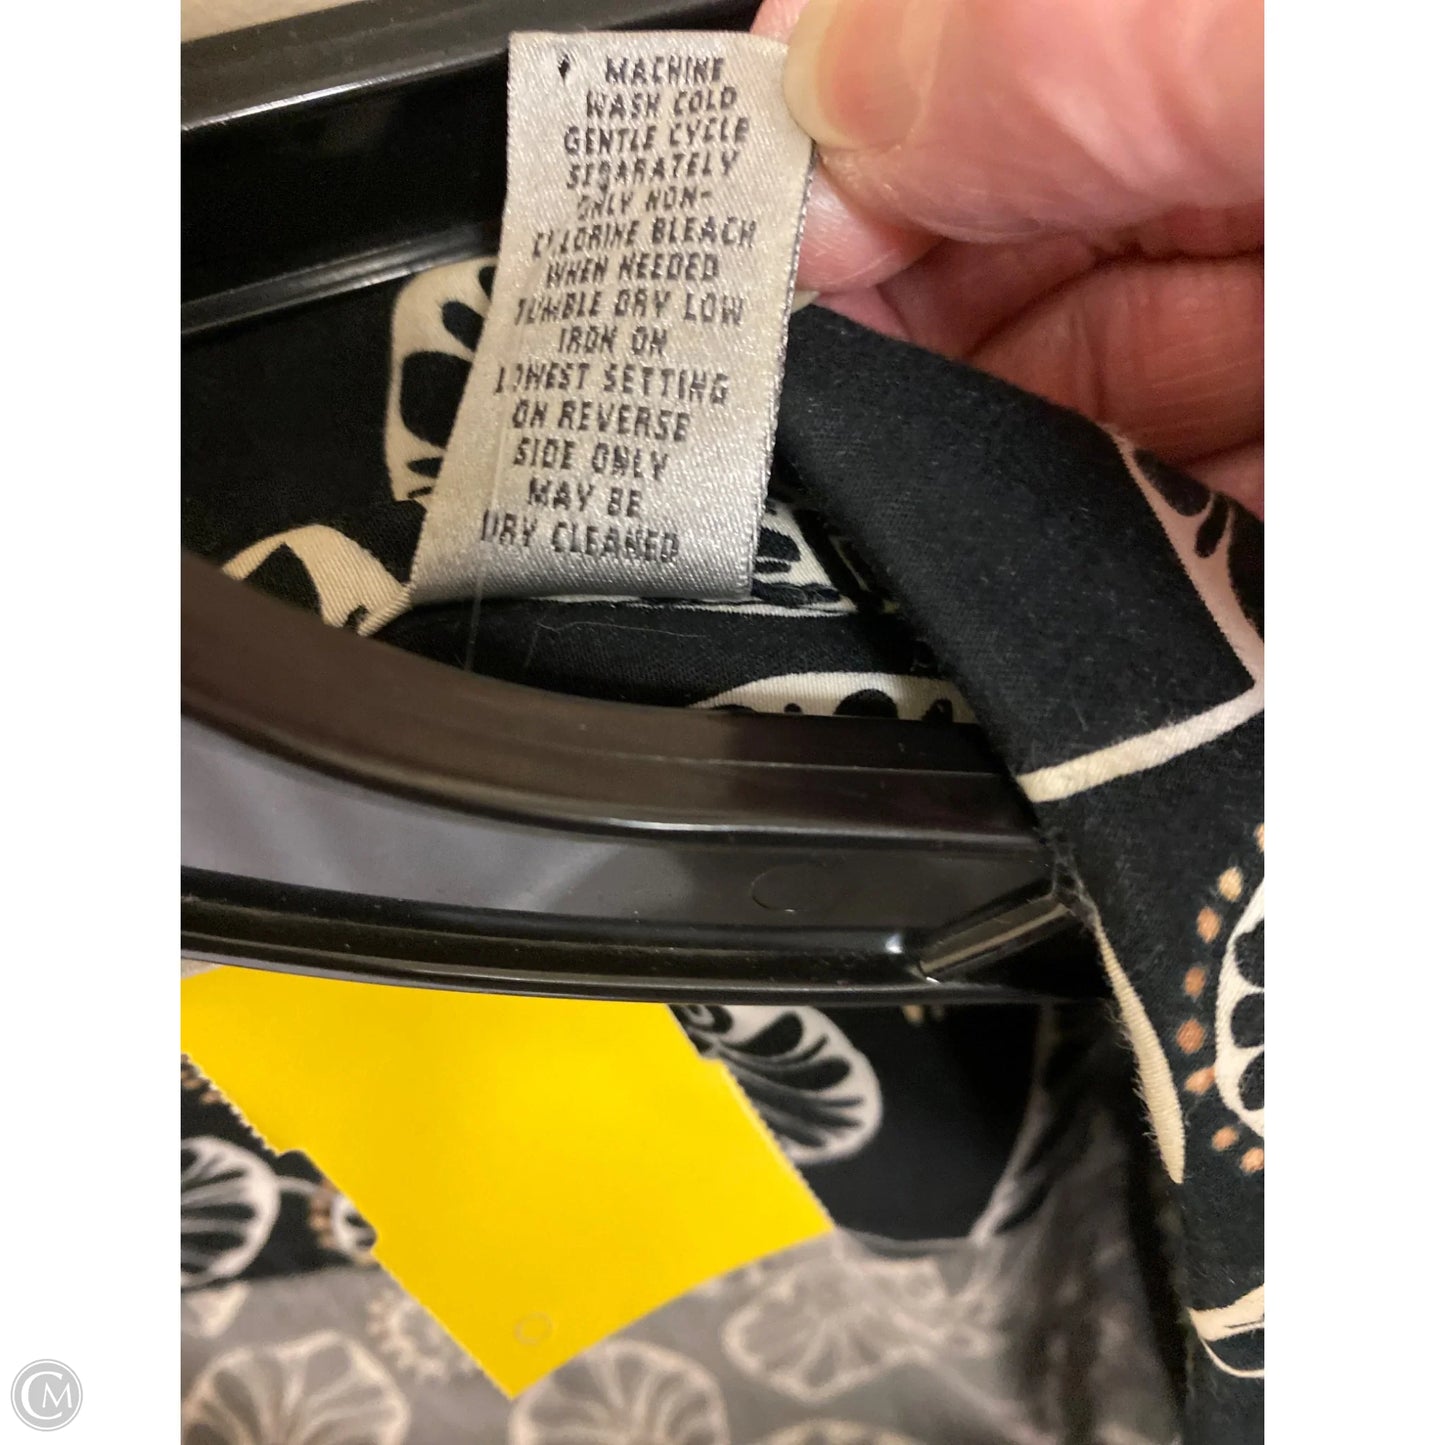 MACHINE
WASH COLD
GENTLE CYCLE
SEPARATELY
ONLY NON-
CHLORINE BLEACH
WHEN NEEDED
TUMBLE DRY LOW
IRON ON
LOWEST SETTING
ON REVERSE
SIDE ONLY
MAY BE
DRY CLEANED
CM